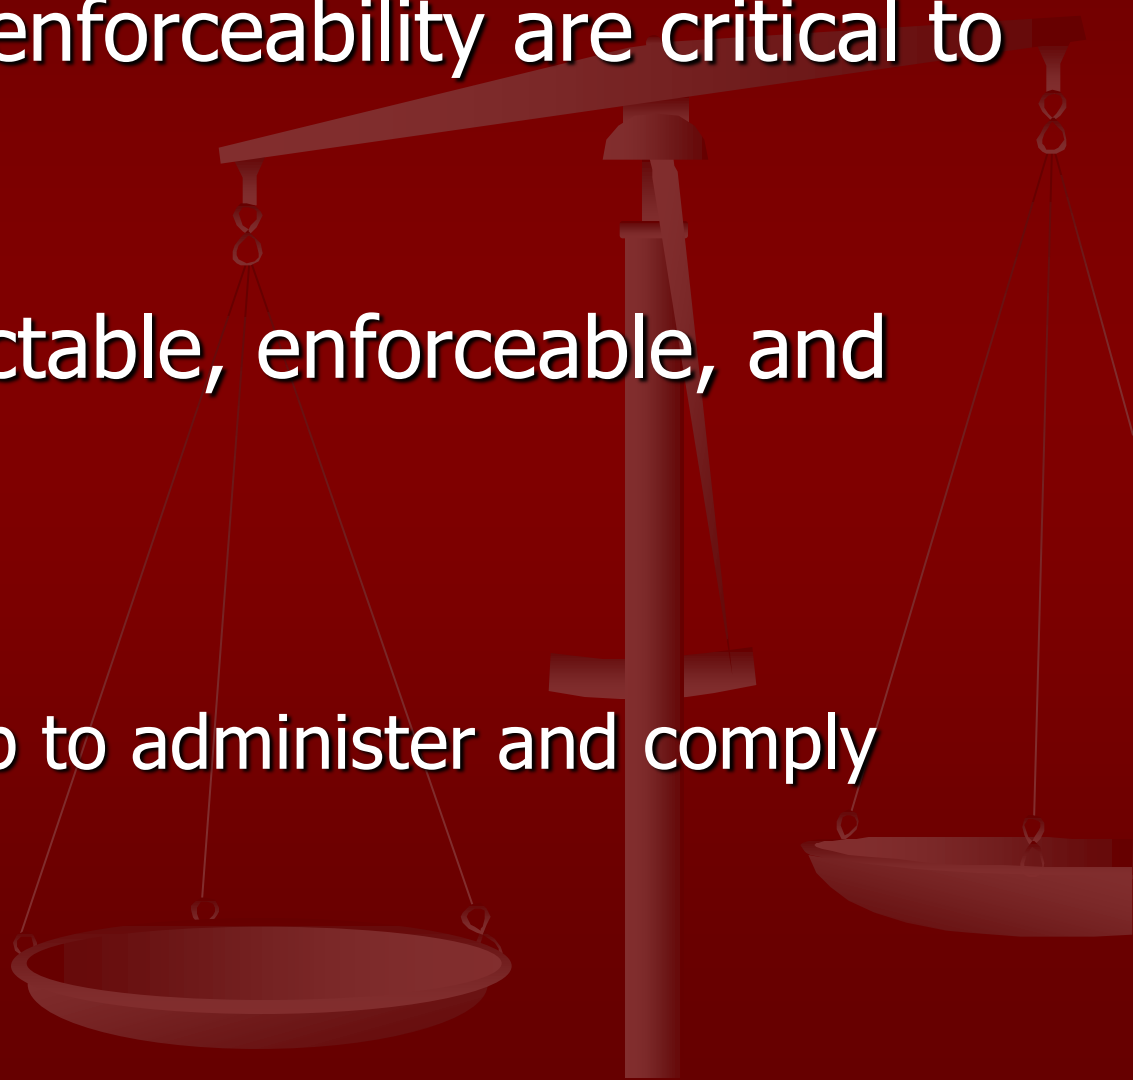 enforceability are critical to
ctable, enforceable, and
to administer and comply